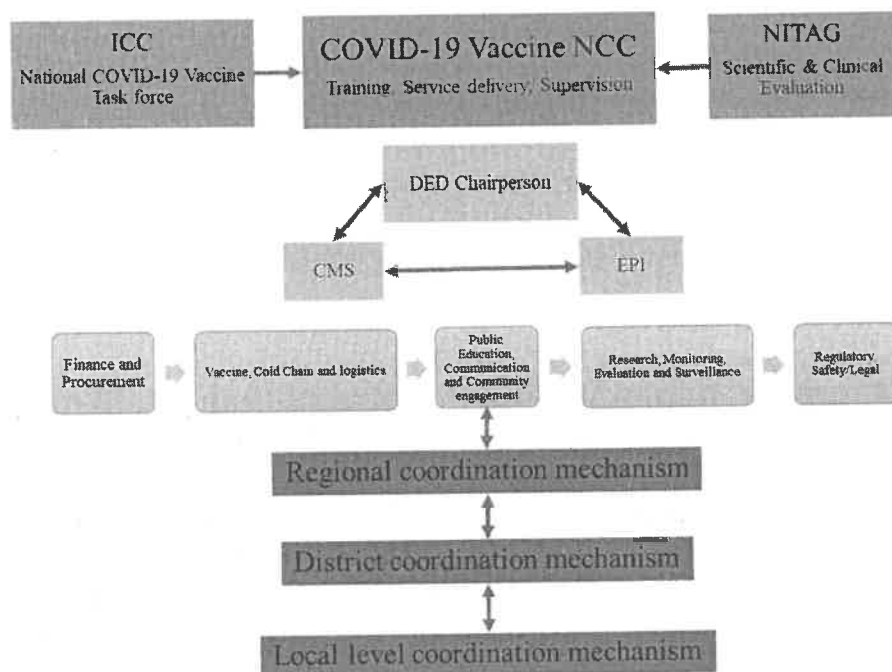 ICC
National COVID-19 Vaccine
Task force
COVID-19 Vaccine NCC
Training, Service delivery, Supervision
NITAG
Scientific & Clinical
Evaluation
DED Chairperson
CMS
EPI
Finance and
Procurement
Vaccine, Cold Chain and logistics
Public
Education,
Communication
and Community
engagement
Research, Monitoring,
Evaluation and Surveillance
Regulatory
Safety/Legal
Regional coordination mechanism
District coordination mechanism
Local level coordination mechanism